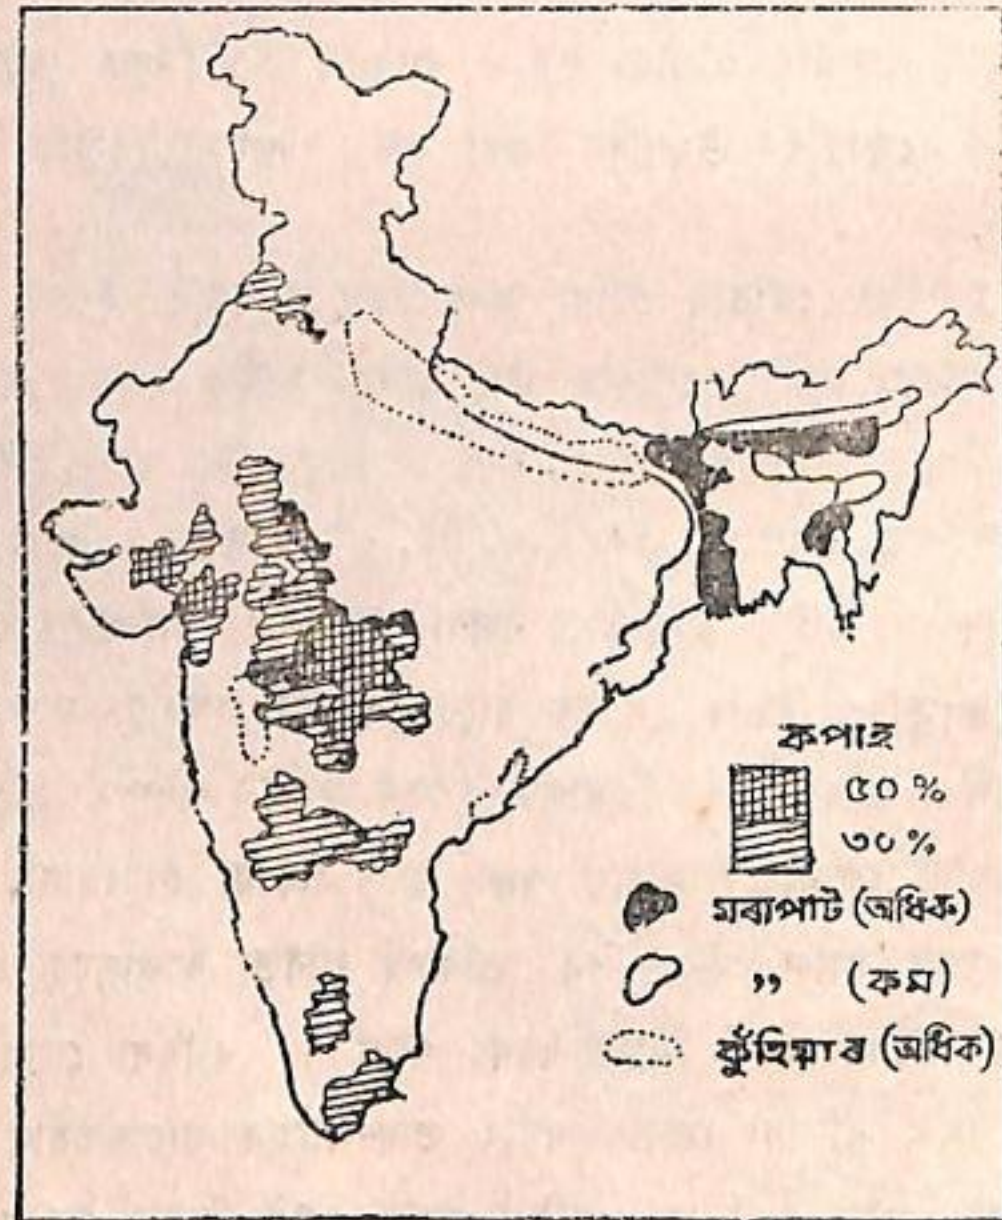 কপাহ
৫০ %
৩০ %
মৰাপাট (অধিক)
,, (কম)
কুঁহিয়াৰ (অধিক)